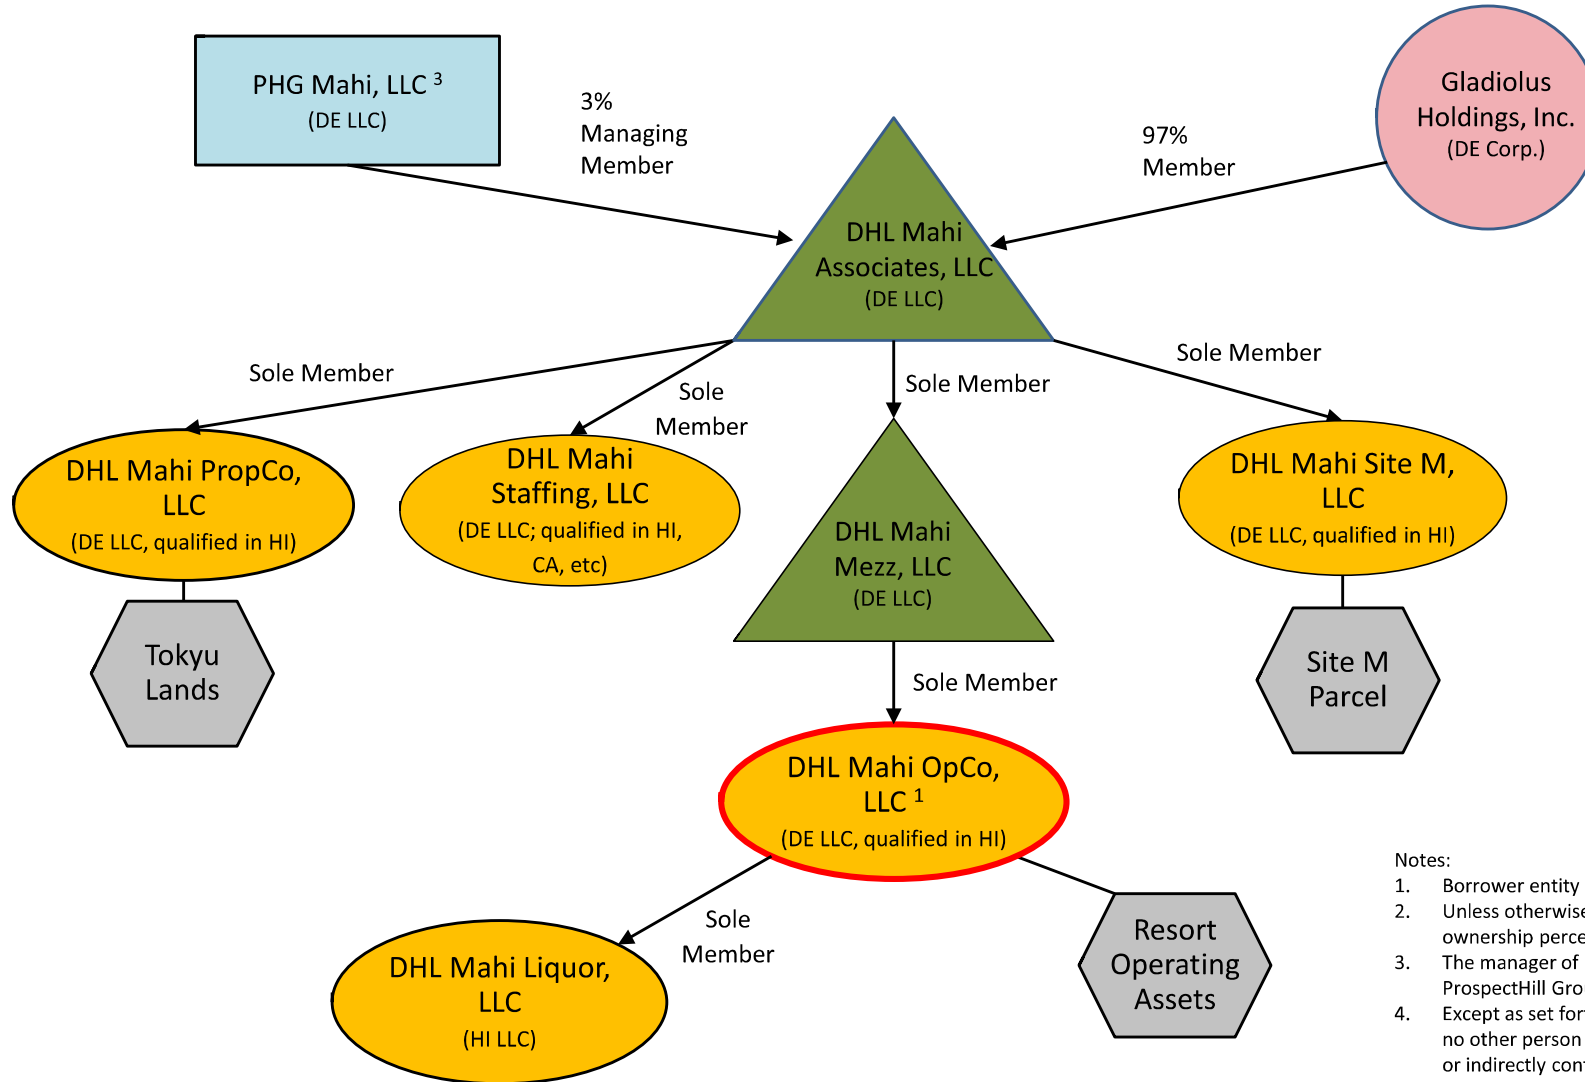 PHG Mahi, LLC 3
(DE LLC)
3%
Managing
Member
97%
Member
Gladiolus
Holdings, Inc.
(DE Corp.)
DHL Mahi
Associates, LLC
(DE LLC)
Sole Member
Sole
Member
Sole Member
Sole Member
DHL Mahi PropCo,
LLC
(DE LLC, qualified in HI)
DHL Mahi
Staffing, LLC
(DE LLC; qualified in HI,
CA, etc)
DHL Mahi
Mezz, LLC
(DE LLC)
DHL Mahi Site M,
LLC
(DE LLC, qualified in HI)
Tokyu
Lands
Site M
Parcel
Sole Member
DHL Mahi OpCo,
LLC 1
(DE LLC, qualified in HI)
Sole
Member
DHL Mahi Liquor,
LLC
(HI LLC)
Resort
Operating
Assets
Notes:
1. Borrower entity
2. Unless otherwise
ownership
3. The manager of
ProspectHill
4. Except as set
no other person
or indirectly